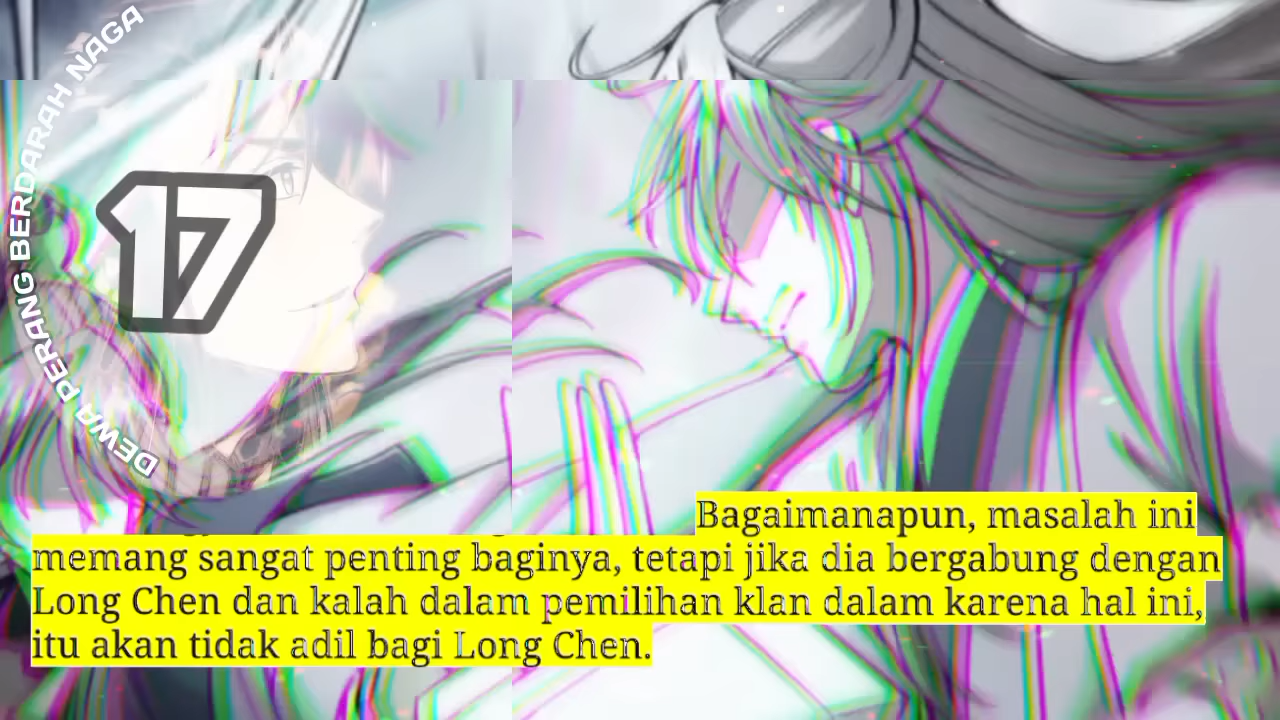 DEWA PERANG BERDARAH NAGA
17
Bagaimanapun, masalah ini
memang sangat penting baginya, tetapi jika dia bergabung dengan
Long Chen dan kalah dalam pemilihan klan dalam karena hal ini,
itu akan tidak adil bagi Long Chen.